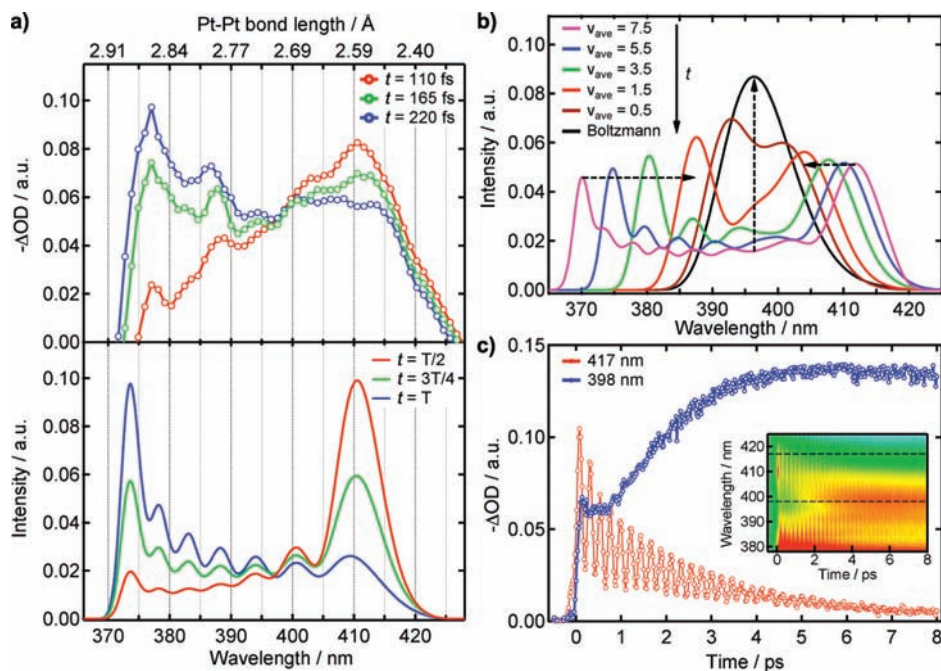 a)
Pt-Pt bond length / Å
2.91 2.84 2.77 2.69 2.59 2.40
t = 110 fs
t = 165 fs
t = 220 fs
0.10
0.08
0.06
0.04
0.02
0.00
-ΔOD / a.u.
t = T/2
t = 3T/4
t = T
0.10
0.08
0.06
0.04
0.02
0.00
Intensity / a.u.
370 380 390 400 410 420
Wavelength / nm
b)
v ave = 7.5
v ave = 5.5
v ave = 3.5
v ave = 1.5
v ave = 0.5
Boltzmann
t
0.10
0.08
0.06
0.04
0.02
0.00
Intensity / a.u.
370 380 390 400 410 420
Wavelength / nm
c)
417 nm
398 nm
0.15
0.10
0.05
0.00
-ΔOD / a.u.
0 1 2 3 4 5 6 7 8
Time / ps
420
410
400
390
380
Wavelength / nm
0 2 4 6 8
Time / ps